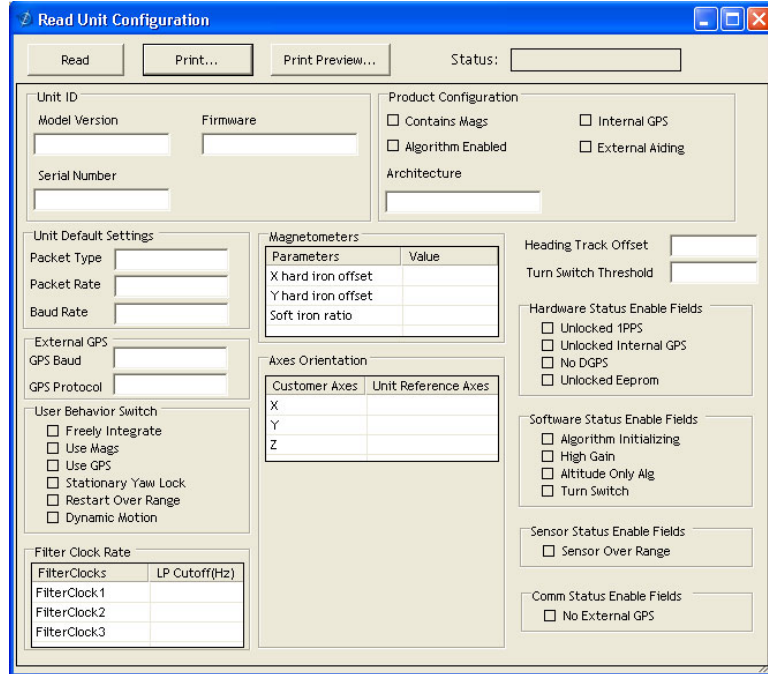 Read Unit Configuration
Read
Print...
Print Preview...
Status:
Unit ID
Model Version
Firmware
Serial Number
Product Configuration
Contains Mags
Internal GPS
Algorithm Enabled
External Aiding
Architecture
Unit Default Settings
Packet Type
Packet Rate
Baud Rate
External GPS
GPS Baud
GPS Protocol
User Behavior Switch
Freely Integrate
Use Mags
Use GPS
Stationary Yaw Lock
Restart Over Range
Dynamic Motion
Filter Clock Rate
FilterClocks LP Cutoff(Hz)
FilterClock1
FilterClock2
FilterClock3
Magnetometers
Parameters Value
X hard iron offset
Y hard iron offset
Soft iron ratio
Axes Orientation
Customer Axes Unit Reference Axes
X
Y
Z
Heading Track Offset
Turn Switch Threshold
Hardware Status Enable Fields
Unlocked 1PPS
Unlocked Internal GPS
No DGPS
Unlocked Eeprom
Software Status Enable Fields
Algorithm Initializing
High Gain
Altitude Only Alg
Turn Switch
Sensor Status Enable Fields
Sensor Over Range
Comm Status Enable Fields
No External GPS